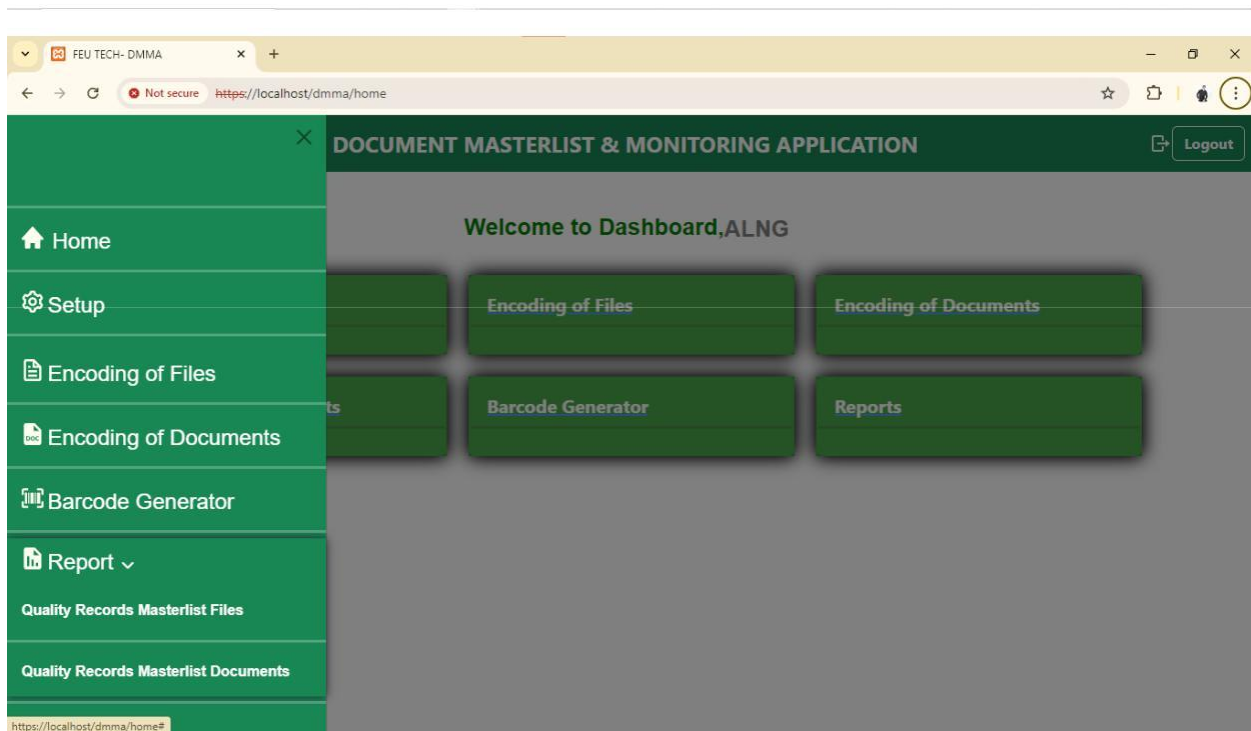 FEU TECH- DMMA
Not secure https://localhost/dmma/home
DOCUMENT MASTERLIST & MONITORING APPLICATION
Logout
Welcome to Dashboard,ALNG
Home
Setup
Encoding of Files
Encoding of Documents
Barcode Generator
Report
Quality Records Masterlist Files
Quality Records Masterlist Documents
Encoding of Files
Encoding of Documents
ts
Barcode Generator
Reports
DOC
https://localhost/dmma/home#